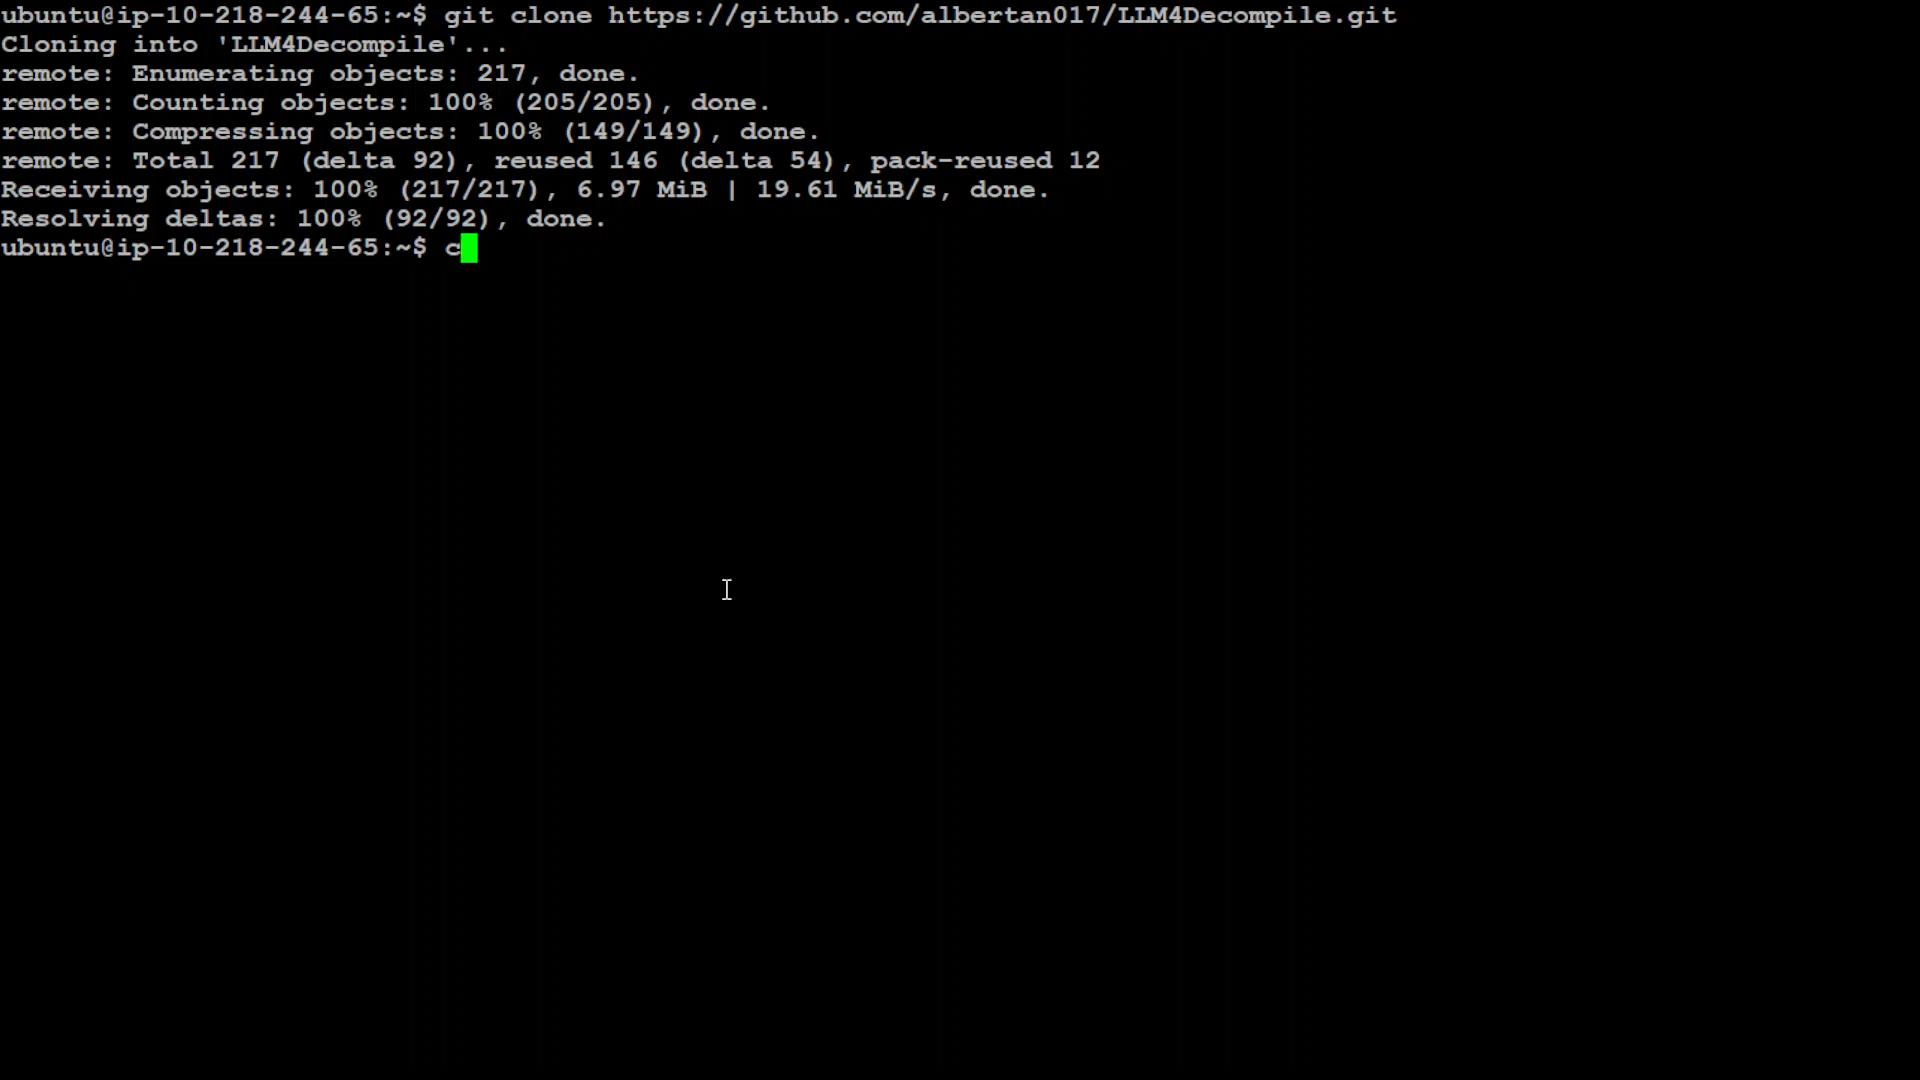 ubuntu@ip-10-218-244-65:~$ git clone https://github.com/albertan017/LLM4Decompile.git
Cloning into 'LLM4Decompile'...
remote: Enumerating objects: 217, done.
remote: Counting objects: 100% (205/205), done.
remote: Compressing objects: 100% (149/149), done.
remote: Total 217 (delta 92), reused 146 (delta 54), pack-reused 12
Receiving objects: 100% (217/217), 6.97 MiB | 19.61 MiB/s, done.
Resolving deltas: 100% (92/92), done.
ubuntu@ip-10-218-244-65:~$ c